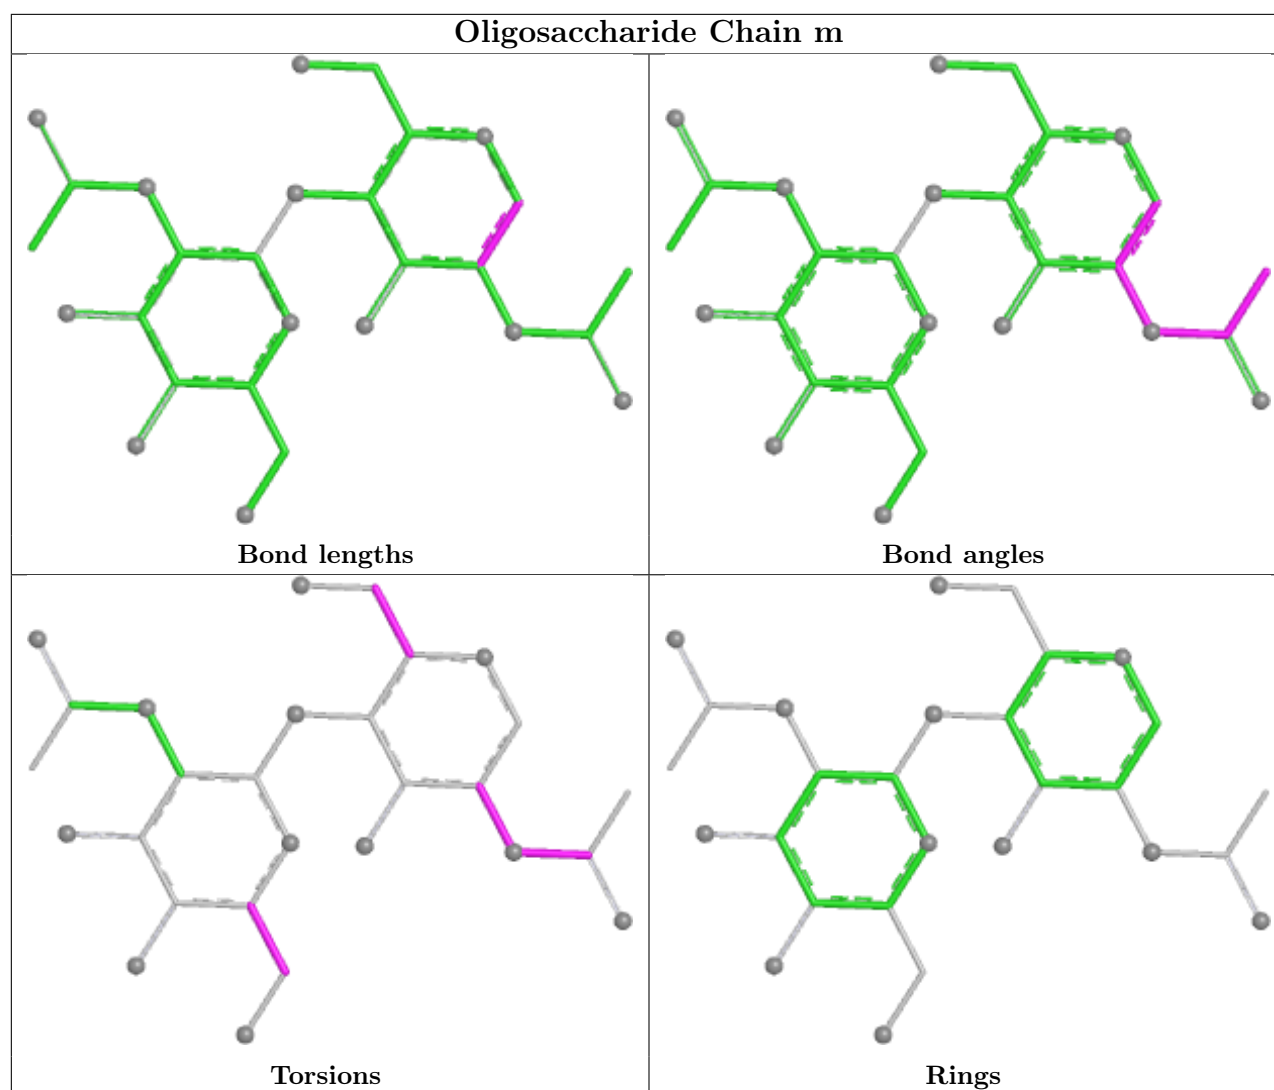 Oligosaccharide Chain m
Bond lengths
Bond angles
Torsions
Rings